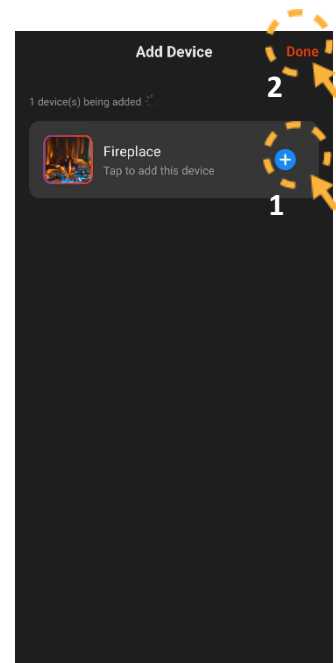 Add Device
Done
2
1 device(s) being added
Fireplace
Tap to add this device
1